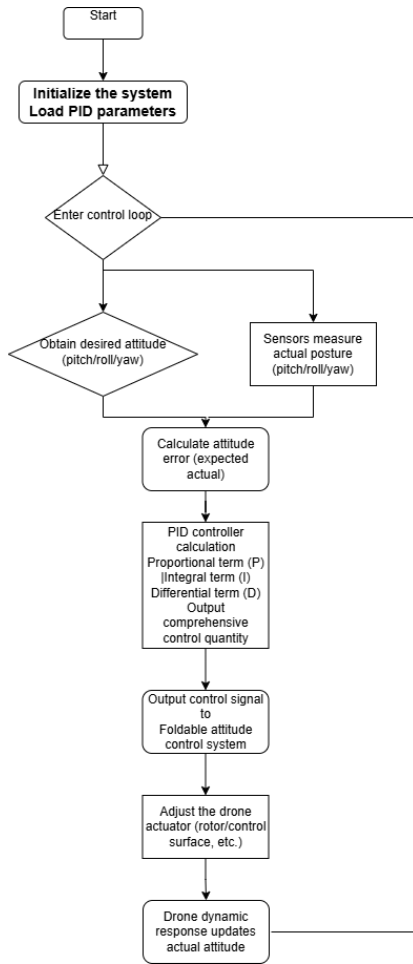 Start
Initialize the system
Load PID parameters
Enter control loop
Obtain desired attitude
(pitch/roll/yaw)
Sensors measure
actual posture
(pitch/roll/yaw)
Calculate attitude
error (expected
actual)
PID controller
calculation
Proportional term (P)
|Integral term (I)
Differential term (D)
Output
comprehensive
control quantity
Output control signal
to
Foldable attitude
control system
Adjust the drone
actuator (rotor/control
surface, etc.)
Drone dynamic
response updates
actual attitude